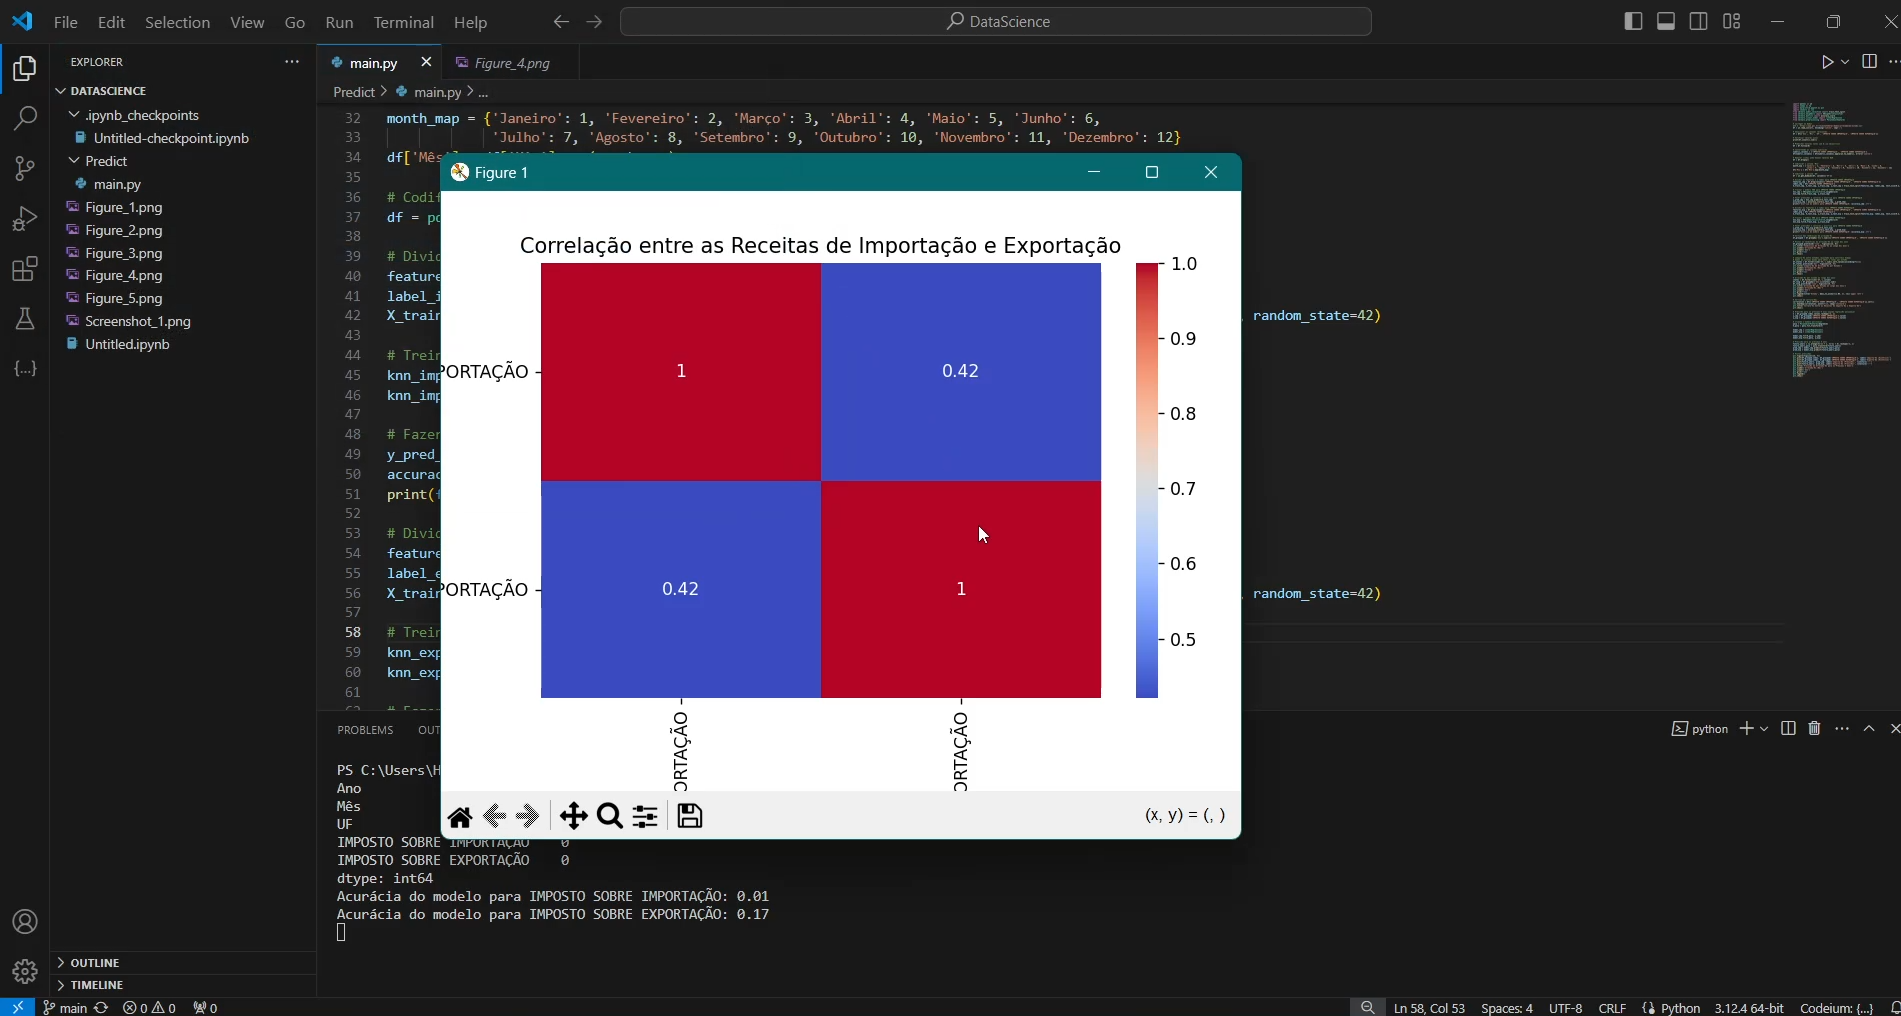 File Edit Selection View Go Run Terminal Help
DataScience
EXPLORER
DATASCIENCE
.ipynb_checkpoints
Untitled-checkpoint.ipynb
Predict
main.py
Figure_1.png
Figure_2.png
Figure_3.png
Figure_4.png
Figure_5.png
Screenshot_1.png
Untitled.ipynb
OUTLINE
TIMELINE
main.py Figure_4.png
Predict > main.py > ...
32 month_map = {'Janeiro': 1, 'Fevereiro': 2, 'Março': 3, 'Abril': 4, 'Maio': 5, 'Junho': 6,
33 'Julho': 7, 'Agosto': 8, 'Setembro': 9, 'Outubro': 10, 'Novembro': 11, 'Dezembro': 12}
34 df['Mês
35
36 # Codif
37 df = pd
38
39 # Divid
40 feature
41 label_i
42 X_train , random_state=42)
43
44 # Trein
45 knn_imp
46 knn_imp
47
48 # Fazer
49 y_pred_
50 accurac
51 print(f
52
53 # Divid
54 feature
55 label_e
56 X_train , random_state=42)
57
58 # Trein
59 knn_exp
60 knn_exp
61
Figure 1
Correlação entre as Receitas de Importação e Exportação
PORTAÇÃO
PORTAÇÃO
1 0.42
0.42 1
1.0
0.9
0.8
0.7
0.6
0.5
ORTAÇÃO
ORTAÇÃO
(x, y) = (, )
PROBLEMS OUT
python
PS C:\Users\H
Ano
Mês
UF
IMPOSTO SOBRE IMPORTAÇÃO 0
IMPOSTO SOBRE EXPORTAÇÃO 0
dtype: int64
Acurácia do modelo para IMPOSTO SOBRE IMPORTAÇÃO: 0.01
Acurácia do modelo para IMPOSTO SOBRE EXPORTAÇÃO: 0.17
main 0 0 0
Ln 58, Col 53 Spaces: 4 UTF-8 CRLF Python 3.12.4 64-bit Codeium: {...}